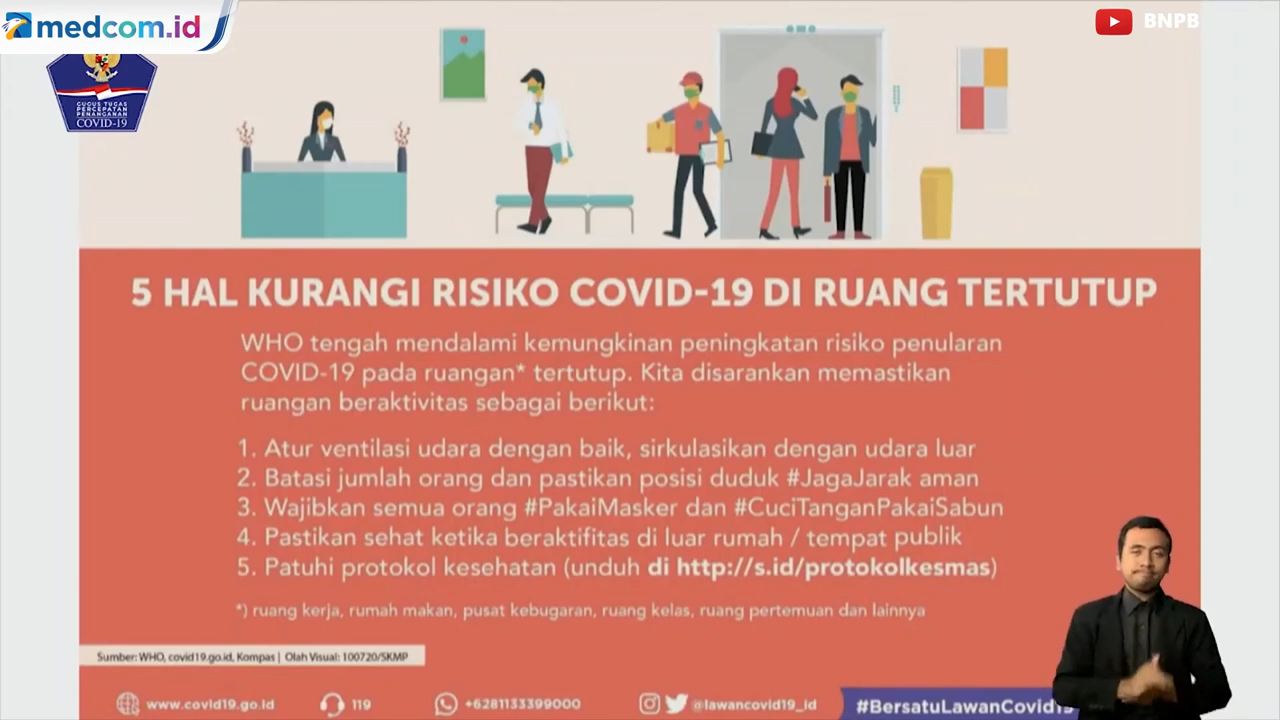 medcom.id
BNPB
GUGUS TUGAS
PERCEPATAN
PENANGANAN
COVID-19
5 HAL KURANGI RISIKO COVID-19 DI RUANG TERTUTUP
WHO tengah mendalami kemungkinan peningkatan risiko penularan
COVID-19 pada ruangan* tertutup. Kita disarankan memastikan
ruangan beraktivitas sebagai berikut:
1. Atur ventilasi udara dengan baik, sirkulasikan dengan udara luar
2. Batasi jumlah orang dan pastikan posisi duduk #JagaJarak aman
3. Wajibkan semua orang #PakaiMasker dan #CuciTanganPakaiSabun
4. Pastikan sehat ketika beraktifitas di luar rumah / tempat publik
5. Patuhi protokol kesehatan (unduh di http://s.id/protokolkesmas)
*) ruang kerja, rumah makan, pusat kebugaran, ruang kelas, ruang pertemuan dan lainnya
Sumber: WHO, covid19.go.id, Kompas | Olah Visual: 100720/SKMP
www.covid19.go.id 119 +6281133399000 @lawancovid19_id #BersatuLawanCovid19